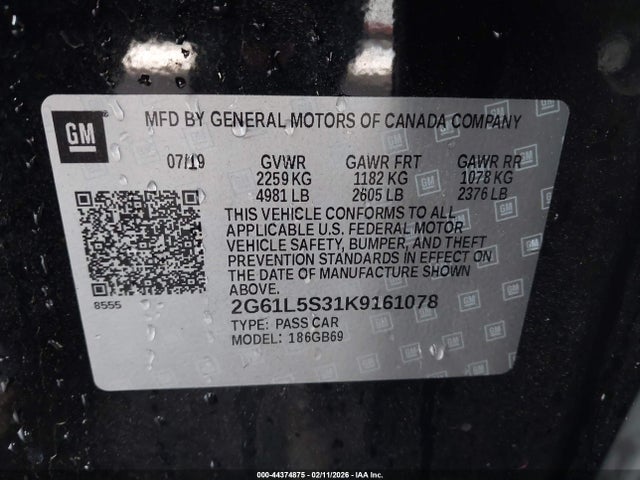 GM
MFD BY GENERAL MOTORS OF CANADA COMPANY
07/19 GVWR GAWR FRT GAWR RR
2259 KG 1182 KG 1078 KG
4981 LB 2605 LB 2376 LB
THIS VEHICLE CONFORMS TO ALL
APPLICABLE U.S. FEDERAL MOTOR
VEHICLE SAFETY, BUMPER, AND THEFT
PREVENTION STANDARDS IN EFFECT ON
THE DATE OF MANUFACTURE SHOWN
ABOVE.
8555
2G61L5S31K9161078
TYPE: PASS CAR
MODEL: 186GB69
000-44374875 - 02/11/2026 - IAA Inc.